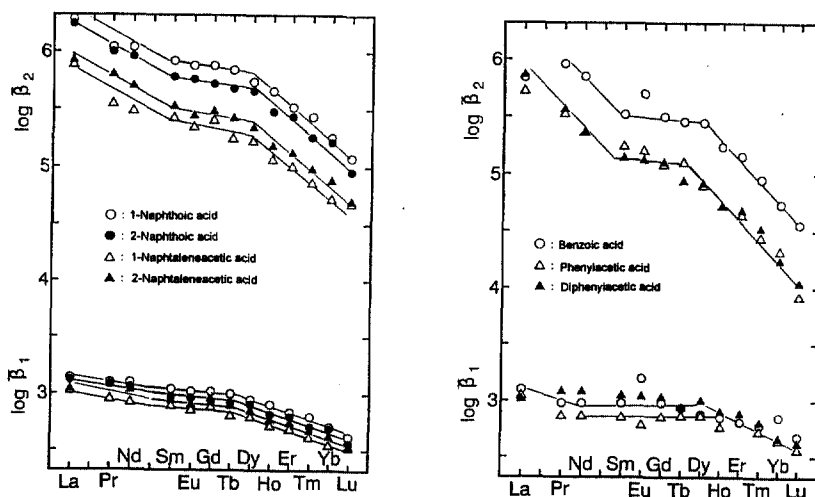 6
5
4
3
log β̄₂
log β̄₁
○ : 1-Naphthoic acid
● : 2-Naphthoic acid
△ : 1-Naphtaleneacetic acid
▲ : 2-Naphtaleneacetic acid
Nd Sm Gd Dy Er Yb
La Pr Eu Tb Ho Tm Lu
6
5
4
3
log β̄₂
log β̄₁
○ : Benzoic acid
△ : Phenylacetic acid
▲ : Diphenylacetic acid
Nd Sm Gd Dy Er Yb
La Pr Eu Tb Ho Tm Lu